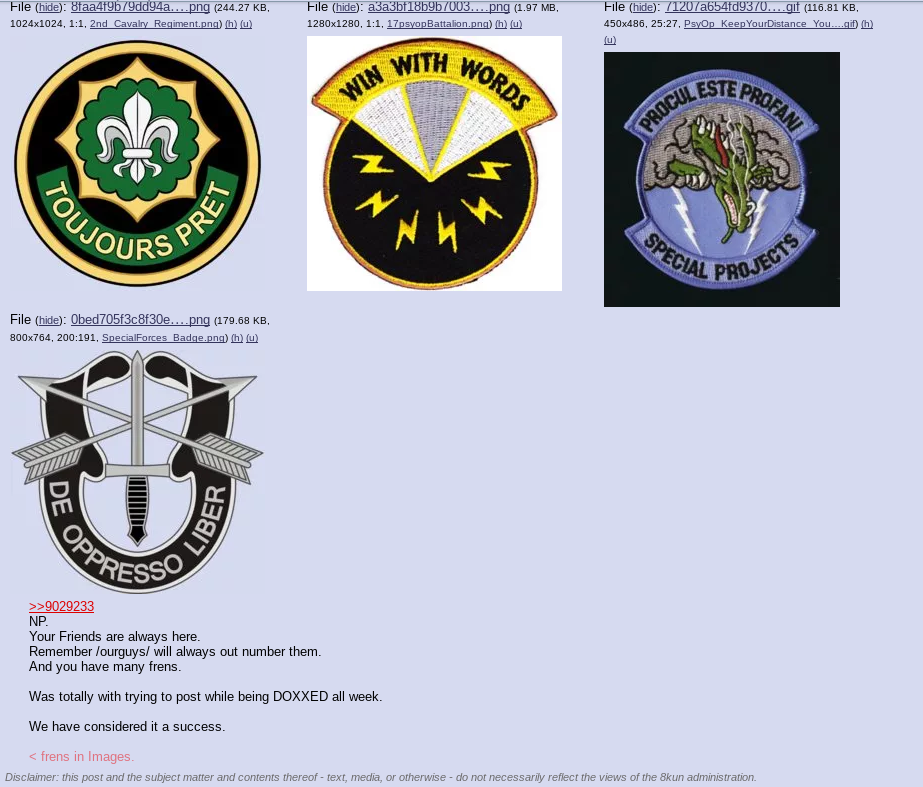 File (hide): 8faa4f9b79dd94a….png (244.27 KB,
1024x1024, 1:1, 2nd_Cavalry_Regiment.png) (h) (u)
TOUJOURS PRET
File (hide): a3a3bf18b9b7003….png (1.97 MB,
1280x1280, 1:1, 17psyopBattalion.png) (h) (u)
WIN WITH WORDS
File (hide): 71207a654fd9370….gif (116.81 KB,
450x486, 25:27, PsyOp_KeepYourDistance_You….gif) (h)
(u)
PROCUL ESTE PROFANI
SPECIAL PROJECTS
File (hide): 0bed705f3c8f30e….png (179.68 KB,
800x764, 200:191, SpecialForces_Badge.png) (h) (u)
DE OPPRESSO LIBER
>>9029233
NP.
Your Friends are always here.
Remember /ourguys/ will always out number them.
And you have many frens.
Was totally with trying to post while being DOXXED all week.
We have considered it a success.
< frens in Images.
Disclaimer: this post and the subject matter and contents thereof - text, media, or otherwise - do not necessarily reflect the views of the 8kun administration.